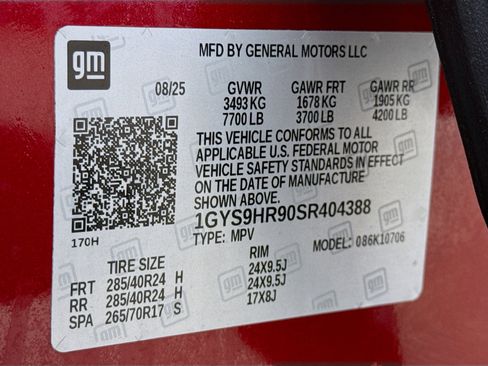 gm
MFD BY GENERAL MOTORS LLC
08/25 GVWR GAWR FRT GAWR RR
3493 KG 1678 KG 1905 KG
7700 LB 3700 LB 4200 LB
THIS VEHICLE CONFORMS TO ALL
APPLICABLE U.S. FEDERAL MOTOR
VEHICLE SAFETY STANDARDS IN EFFECT
ON THE DATE OF MANUFACTURE
SHOWN ABOVE.
1GYS9HR90SR404388
170H TYPE: MPV MODEL: 086K10706
TIRE SIZE RIM
FRT 285/40R24 H 24X9.5J
RR 285/40R24 H 24X9.5J
SPA 265/70R17 S 17X8J